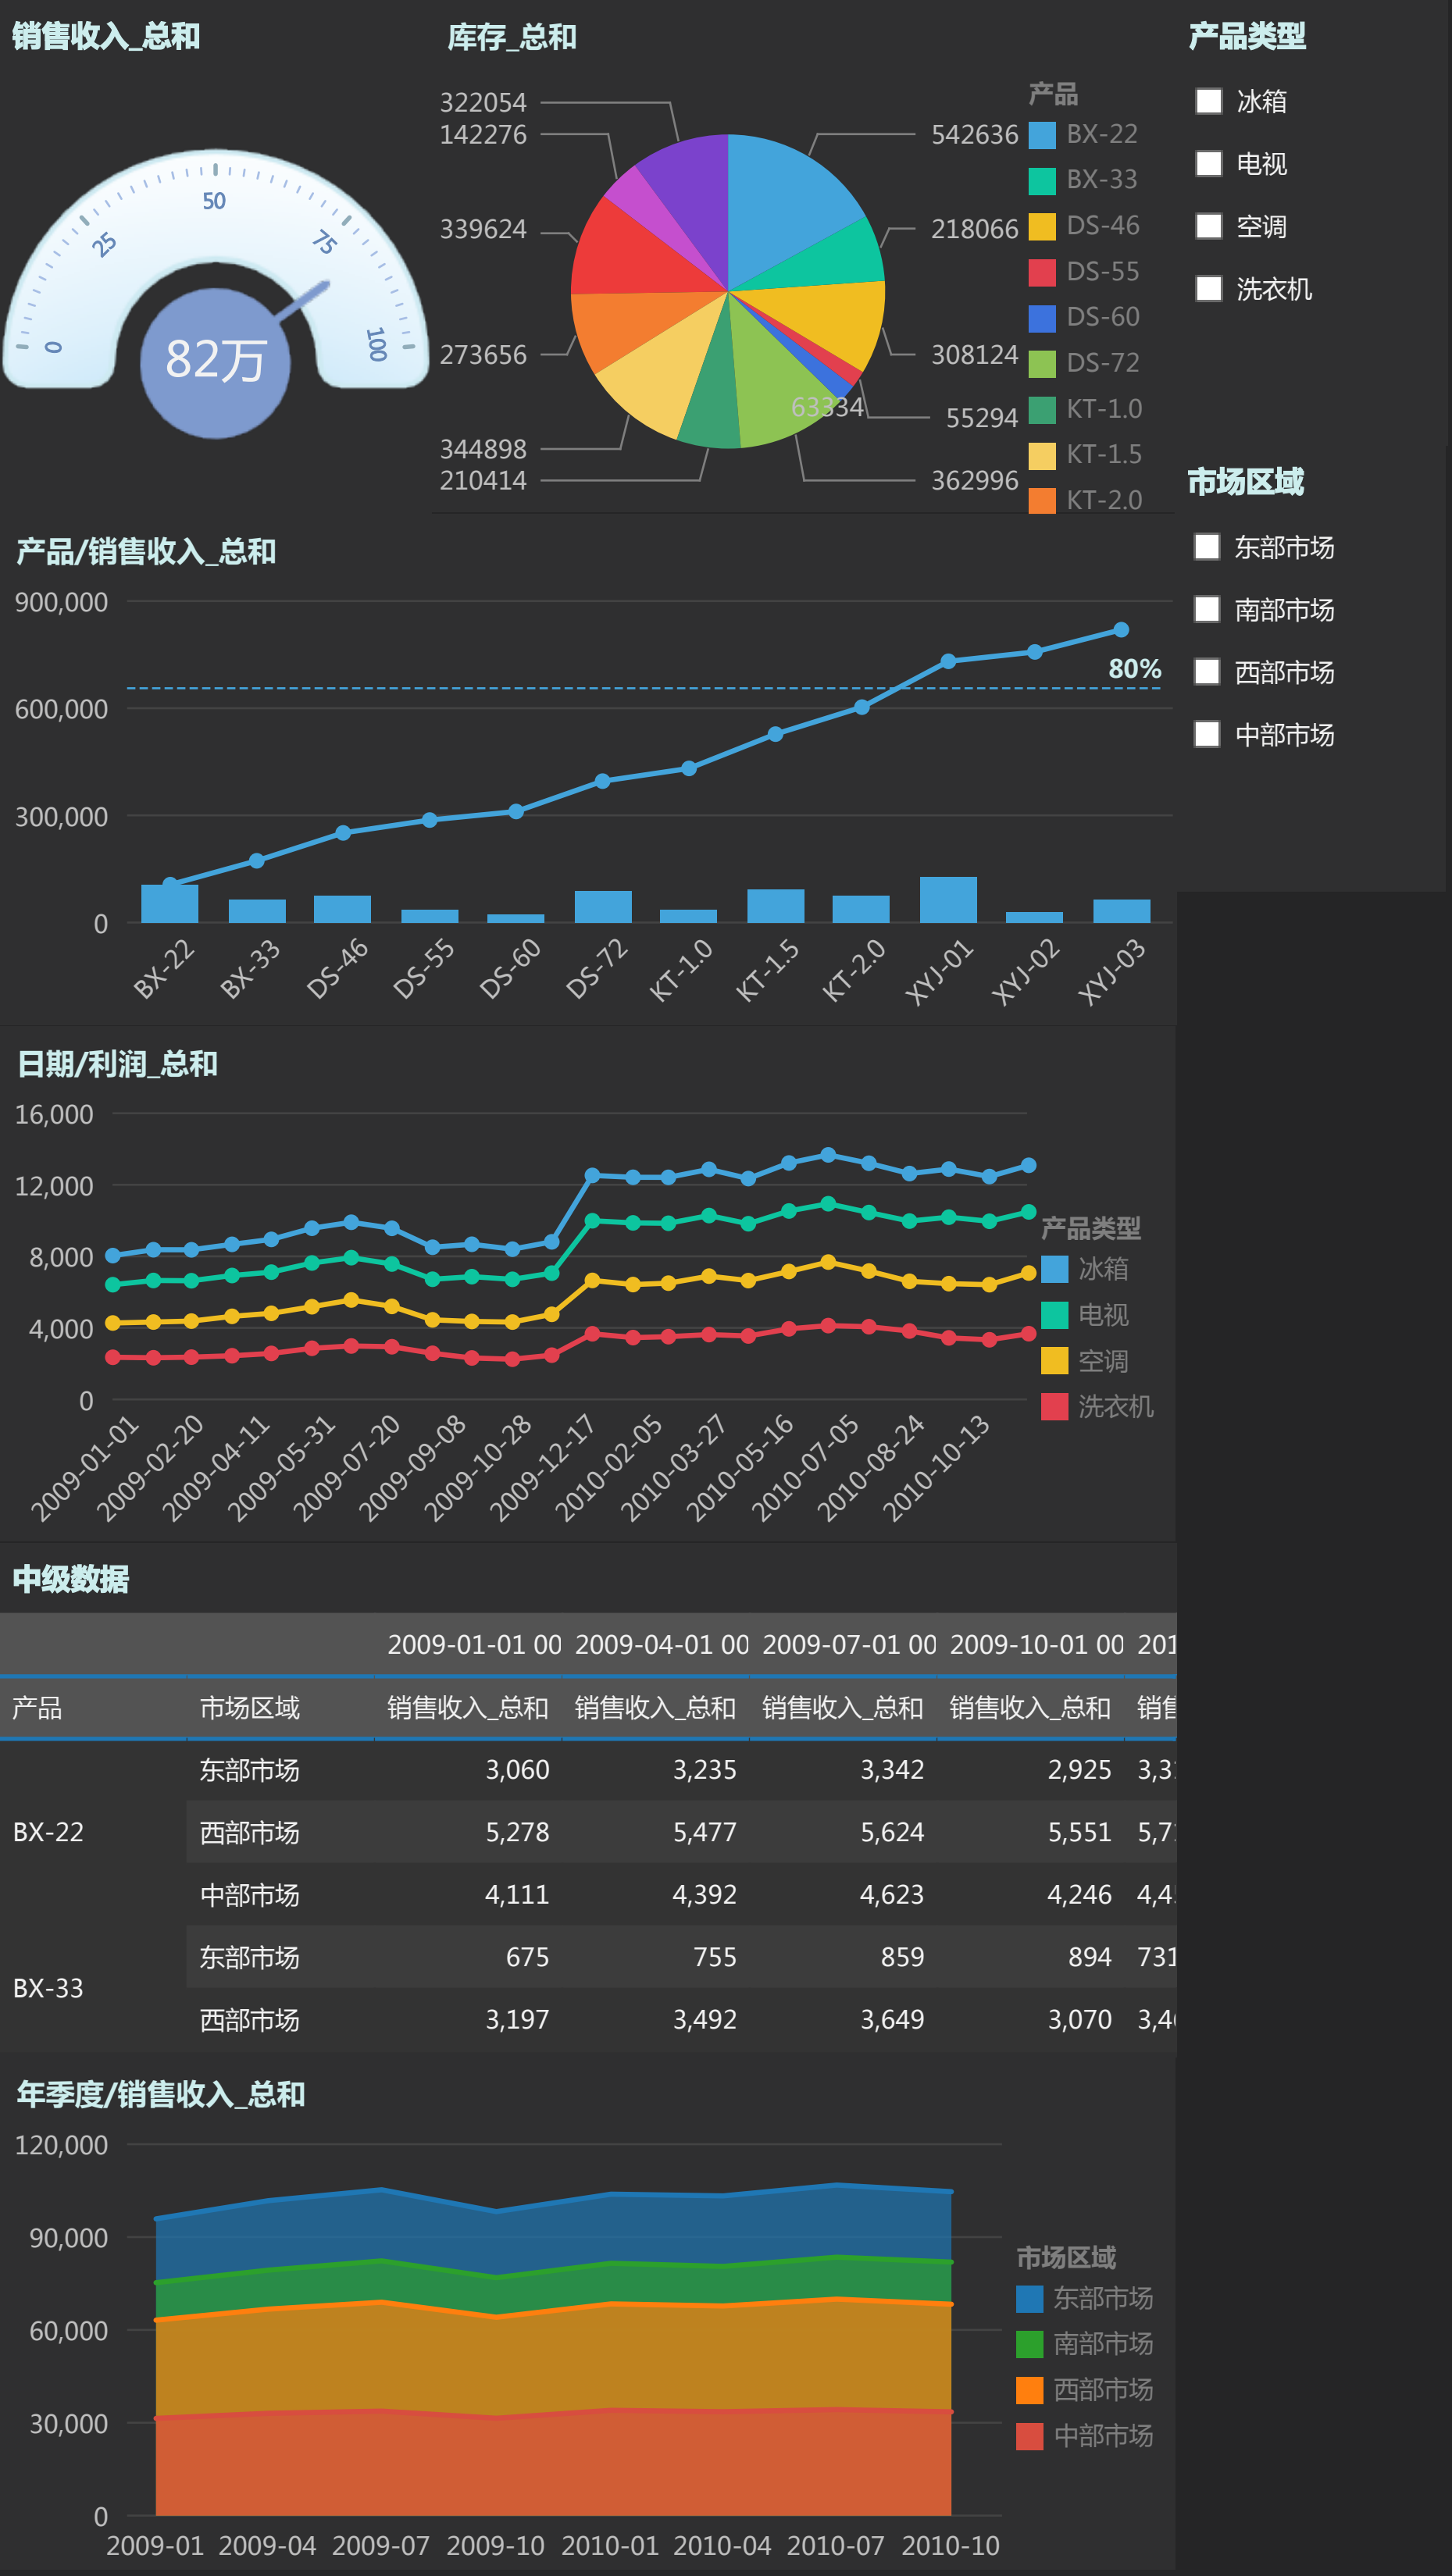 销售收入_总和
0
25
50
75
100
82万
库存_总和
322054
142276
339624
273656
344898
210414
542636
218066
308124
63334
55294
362996
产品
BX-22
BX-33
DS-46
DS-55
DS-60
DS-72
KT-1.0
KT-1.5
KT-2.0
产品类型
冰箱
电视
空调
洗衣机
市场区域
东部市场
南部市场
西部市场
中部市场
产品/销售收入_总和
900,000
600,000
300,000
0
80%
BX-22
BX-33
DS-46
DS-55
DS-60
DS-72
KT-1.0
KT-1.5
KT-2.0
XYJ-01
XYJ-02
XYJ-03
日期/利润_总和
16,000
12,000
8,000
4,000
0
2009-01-01
2009-02-20
2009-04-11
2009-05-31
2009-07-20
2009-09-08
2009-10-28
2009-12-17
2010-02-05
2010-03-27
2010-05-16
2010-07-05
2010-08-24
2010-10-13
产品类型
冰箱
电视
空调
洗衣机
中级数据
2009-01-01 00 2009-04-01 00 2009-07-01 00 2009-10-01 00 201
产品 市场区域 销售收入_总和 销售收入_总和 销售收入_总和 销售收入_总和 销售
东部市场 3,060 3,235 3,342 2,925 3,3
BX-22 西部市场 5,278 5,477 5,624 5,551 5,7
中部市场 4,111 4,392 4,623 4,246 4,4
东部市场 675 755 859 894 731
BX-33
西部市场 3,197 3,492 3,649 3,070 3,4
年季度/销售收入_总和
120,000
90,000
60,000
30,000
0
2009-01 2009-04 2009-07 2009-10 2010-01 2010-04 2010-07 2010-10
市场区域
东部市场
南部市场
西部市场
中部市场